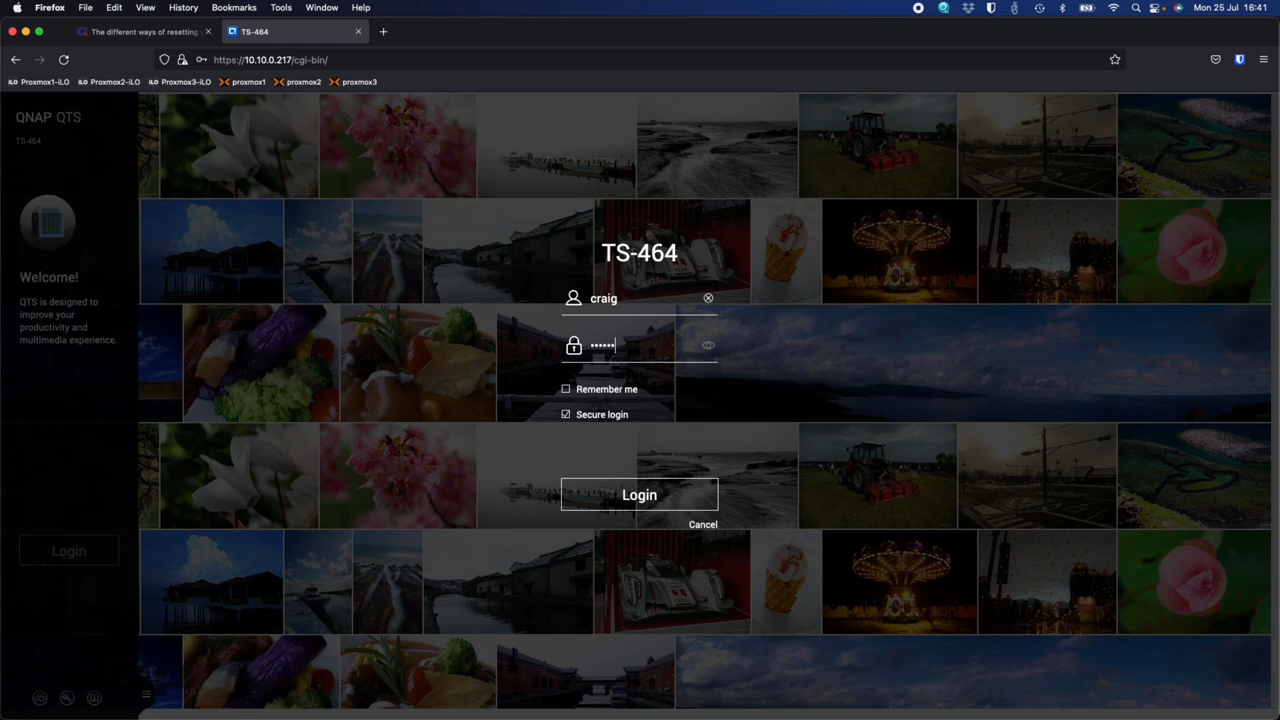 Firefox File Edit View History Bookmarks Tools Window Help Mon 25 Jul 16:41
The different ways of resetting TS-464
https://10.10.0.217/cgi-bin/
iLO Proxmox1-iLO iLO Proxmox2-iLO iLO Proxmox3-iLO proxmox1 proxmox2 proxmox3
QNAP QTS
TS-464
Welcome!
QTS is designed to
improve your
productivity and
multimedia experience.
Login
TS-464
craig
••••••
Remember me
Secure login
Login
Cancel